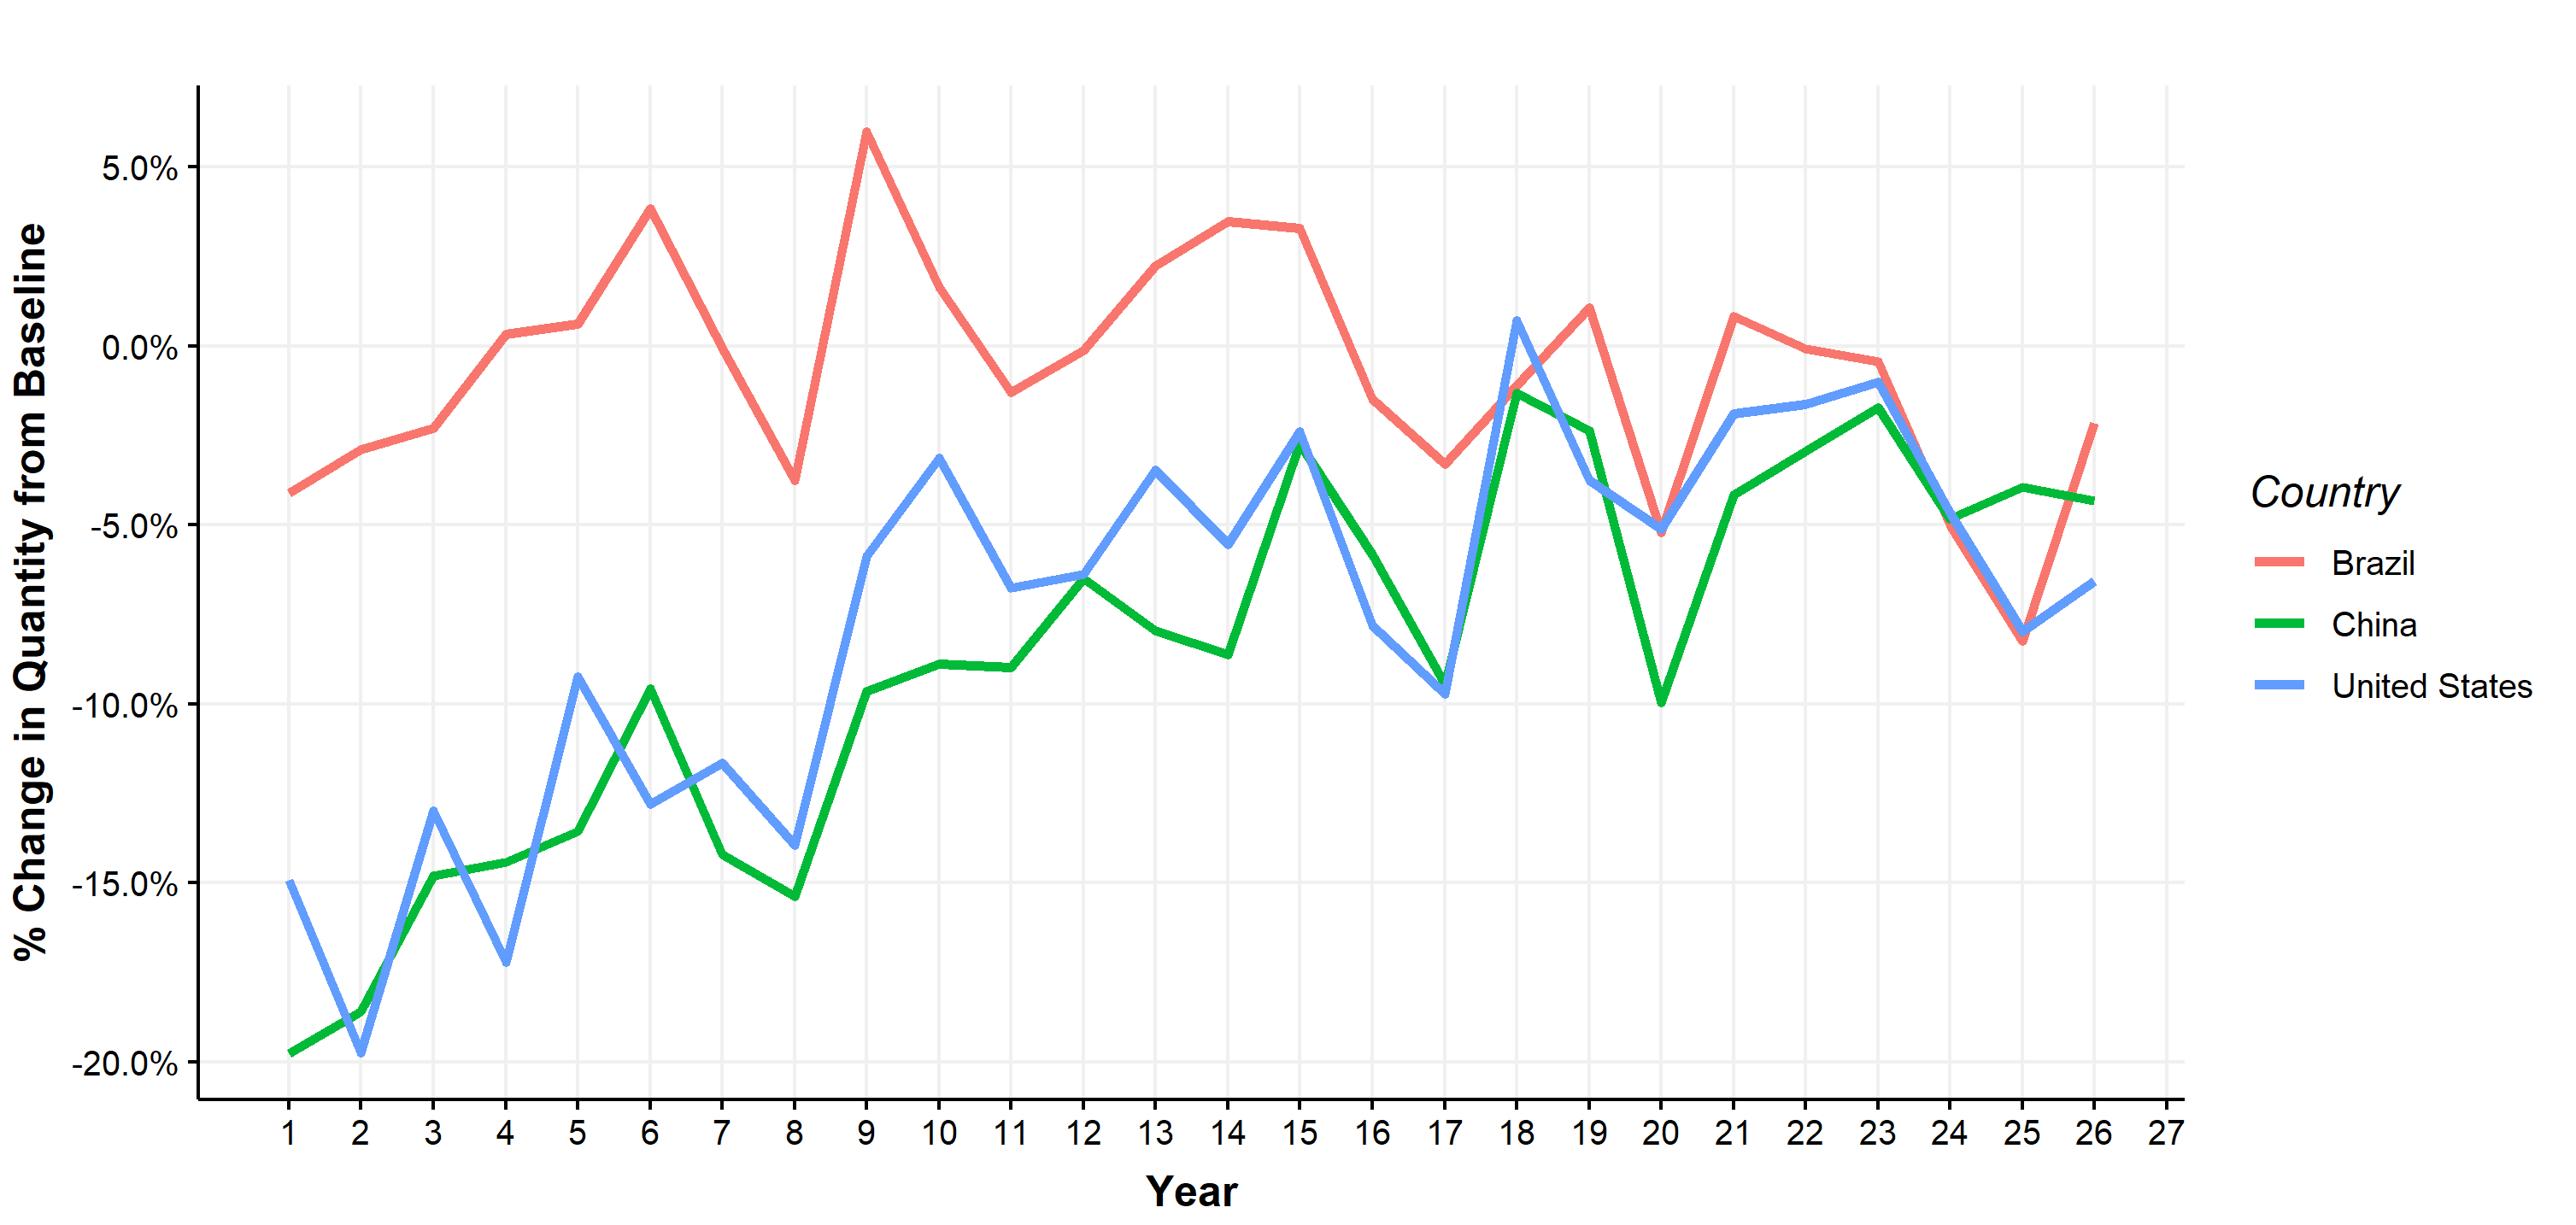 % Change in Quantity from Baseline
5.0%
0.0%
-5.0%
-10.0%
-15.0%
-20.0%
1 2 3 4 5 6 7 8 9 10 11 12 13 14 15 16 17 18 19 20 21 22 23 24 25 26 27
Year
Country
Brazil
China
United States